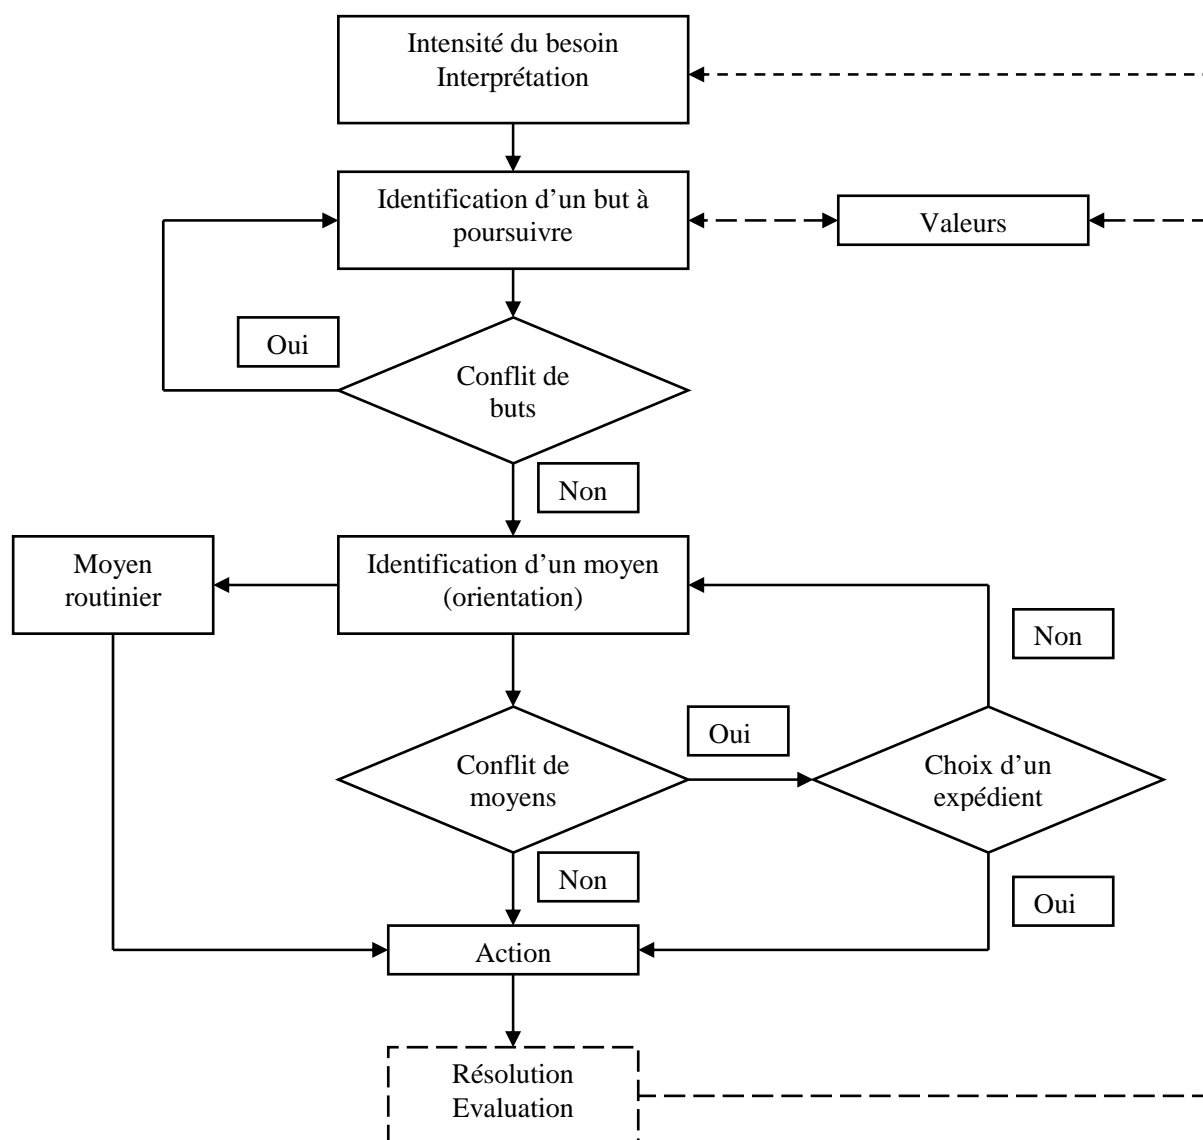 Intensité du besoin
Interprétation
Identification d’un but à
poursuivre
Valeurs
Oui
Conflit de
buts
Non
Moyen
routinier
Identification d’un moyen
(orientation)
Non
Oui
Conflit de
moyens
Choix d’un
expédient
Non
Oui
Action
Résolution
Evaluation